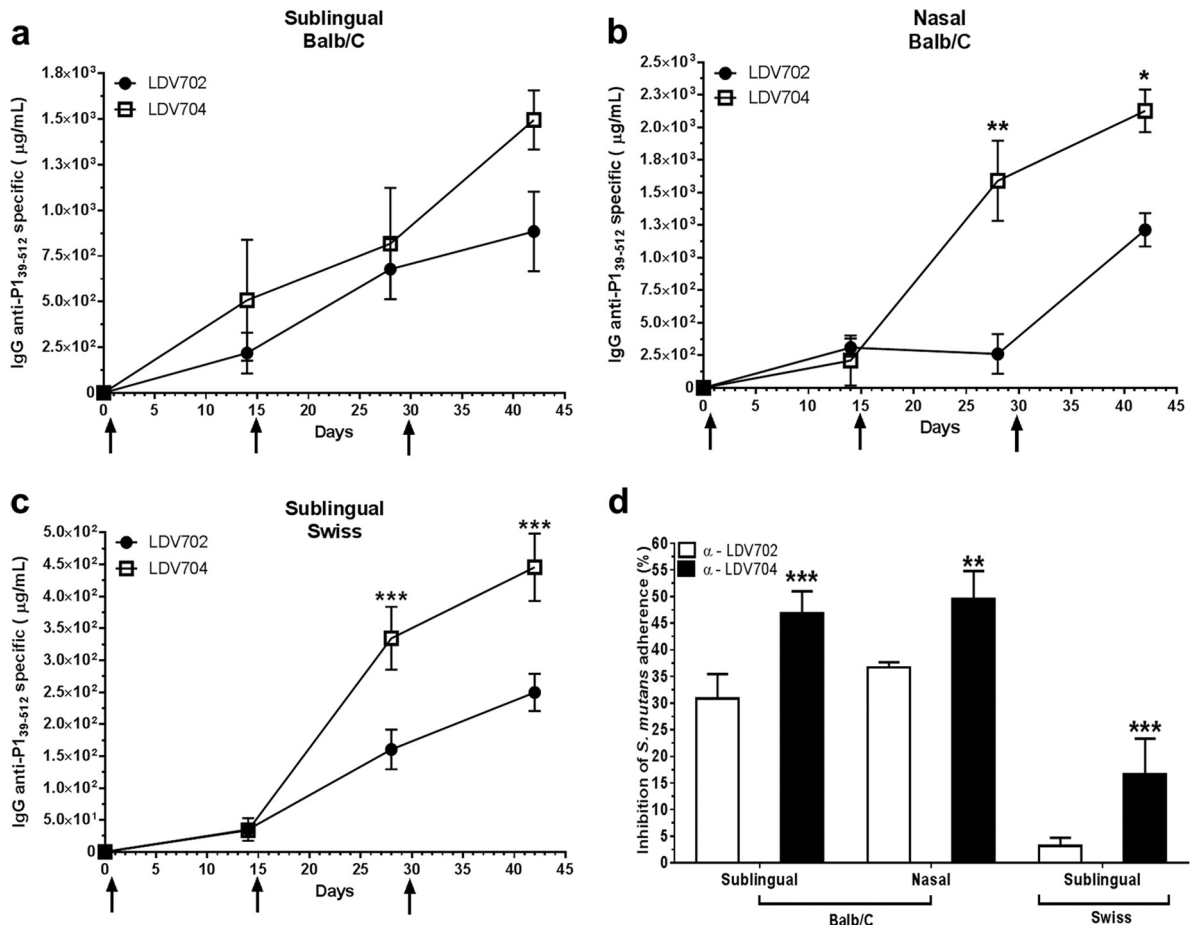 a
Sublingual
Balb/C
LDV702
LDV704
IgG anti-P1₃₉₋₅₁₂ specific ( µg/mL)
1.8×10³
1.5×10³
1.3×10³
1.0×10³
7.5×10²
5.0×10²
2.5×10²
0
0 5 10 15 20 25 30 35 40 45
Days
b
Nasal
Balb/C
LDV702
LDV704
IgG anti-P1₃₉₋₅₁₂ specific ( µg/mL)
2.5×10³
2.3×10³
2.0×10³
1.8×10³
1.5×10³
1.3×10³
1.0×10³
7.5×10²
5.0×10²
2.5×10²
0
** *
0 5 10 15 20 25 30 35 40 45
Days
c
Sublingual
Swiss
LDV702
LDV704
IgG anti-P1₃₉₋₅₁₂ specific ( µg/mL)
5.0×10²
4.5×10²
4.0×10²
3.5×10²
3.0×10²
2.5×10²
2.0×10²
1.5×10²
1.0×10²
5.0×10¹
0
*** ***
0 5 10 15 20 25 30 35 40 45
Days
d
α - LDV702
α - LDV704
Inhibition of S. mutans adherence (%)
60
55
50
45
40
35
30
25
20
15
10
5
0
*** ** ***
Sublingual Nasal Sublingual
Balb/C Swiss